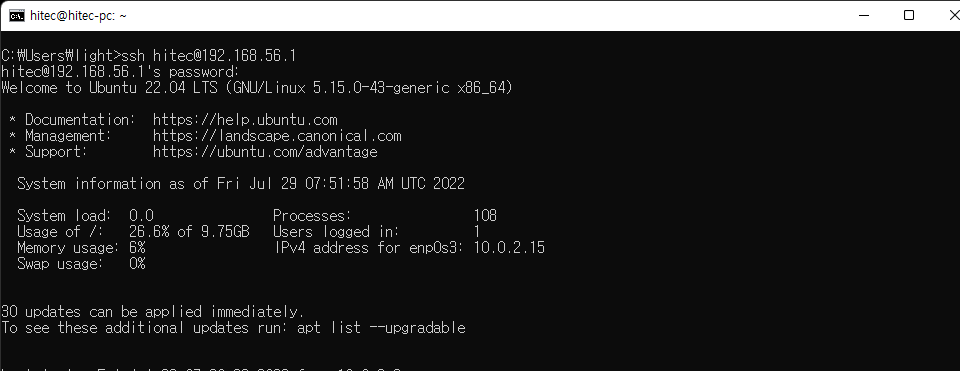 hitec@hitec-pc: ~
C:\Users\light>ssh hitec@192.168.56.1
hitec@192.168.56.1's password:
Welcome to Ubuntu 22.04 LTS (GNU/Linux 5.15.0-43-generic x86_64)
* Documentation: https://help.ubuntu.com
* Management: https://landscape.canonical.com
* Support: https://ubuntu.com/advantage
System information as of Fri Jul 29 07:51:58 AM UTC 2022
System load: 0.0 Processes: 108
Usage of /: 26.6% of 9.75GB Users logged in: 1
Memory usage: 6% IPv4 address for enp0s3: 10.0.2.15
Swap usage: 0%
30 updates can be applied immediately.
To see these additional updates run: apt list --upgradable